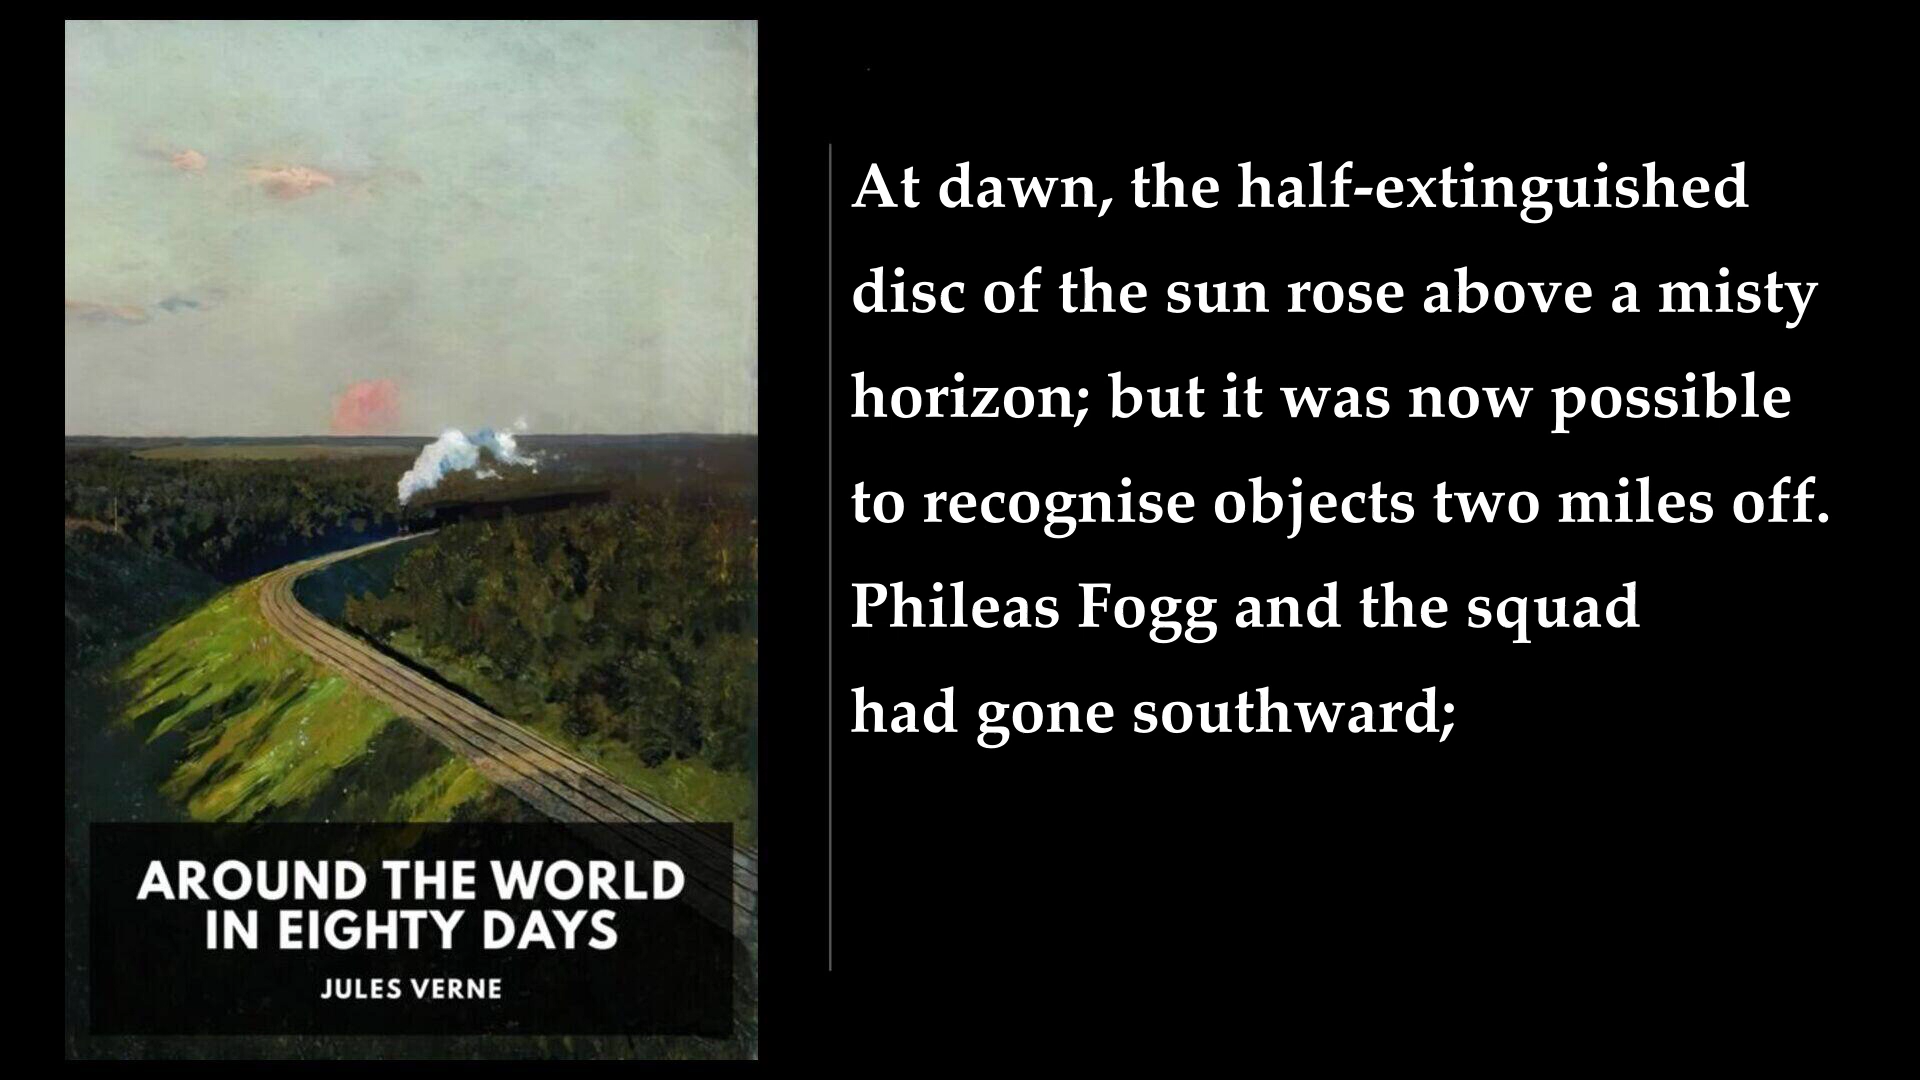 AROUND THE WORLD
IN EIGHTY DAYS
JULES VERNE
At dawn, the half-extinguished
disc of the sun rose above a misty
horizon; but it was now possible
to recognise objects two miles off.
Phileas Fogg and the squad
had gone southward;